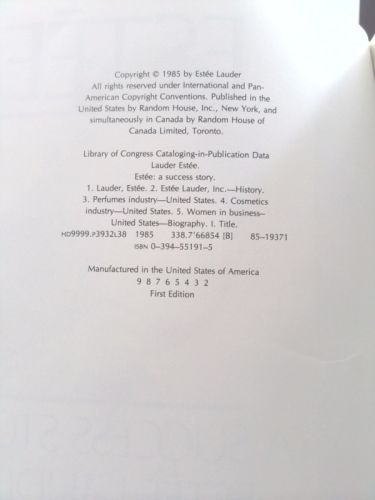 Copyright © 1985 by Estée Lauder
All rights reserved under International and Pan-
American Copyright Conventions. Published in the
United States by Random House, Inc., New York, and
simultaneously in Canada by Random House of
Canada Limited, Toronto.
Library of Congress Cataloging-in-Publication Data
Lauder Estée.
Estée: a success story.
1. Lauder, Estée. 2. Estée Lauder, Inc.—History.
3. Perfumes industry—United States. 4. Cosmetics
industry—United States. 5. Women in business—
United States—Biography. I. Title.
HD9999.P3932L38 1985 338.7'66854 [B] 85–19371
ISBN 0–394–55191–5
Manufactured in the United States of America
9 8 7 6 5 4 3 2
First Edition